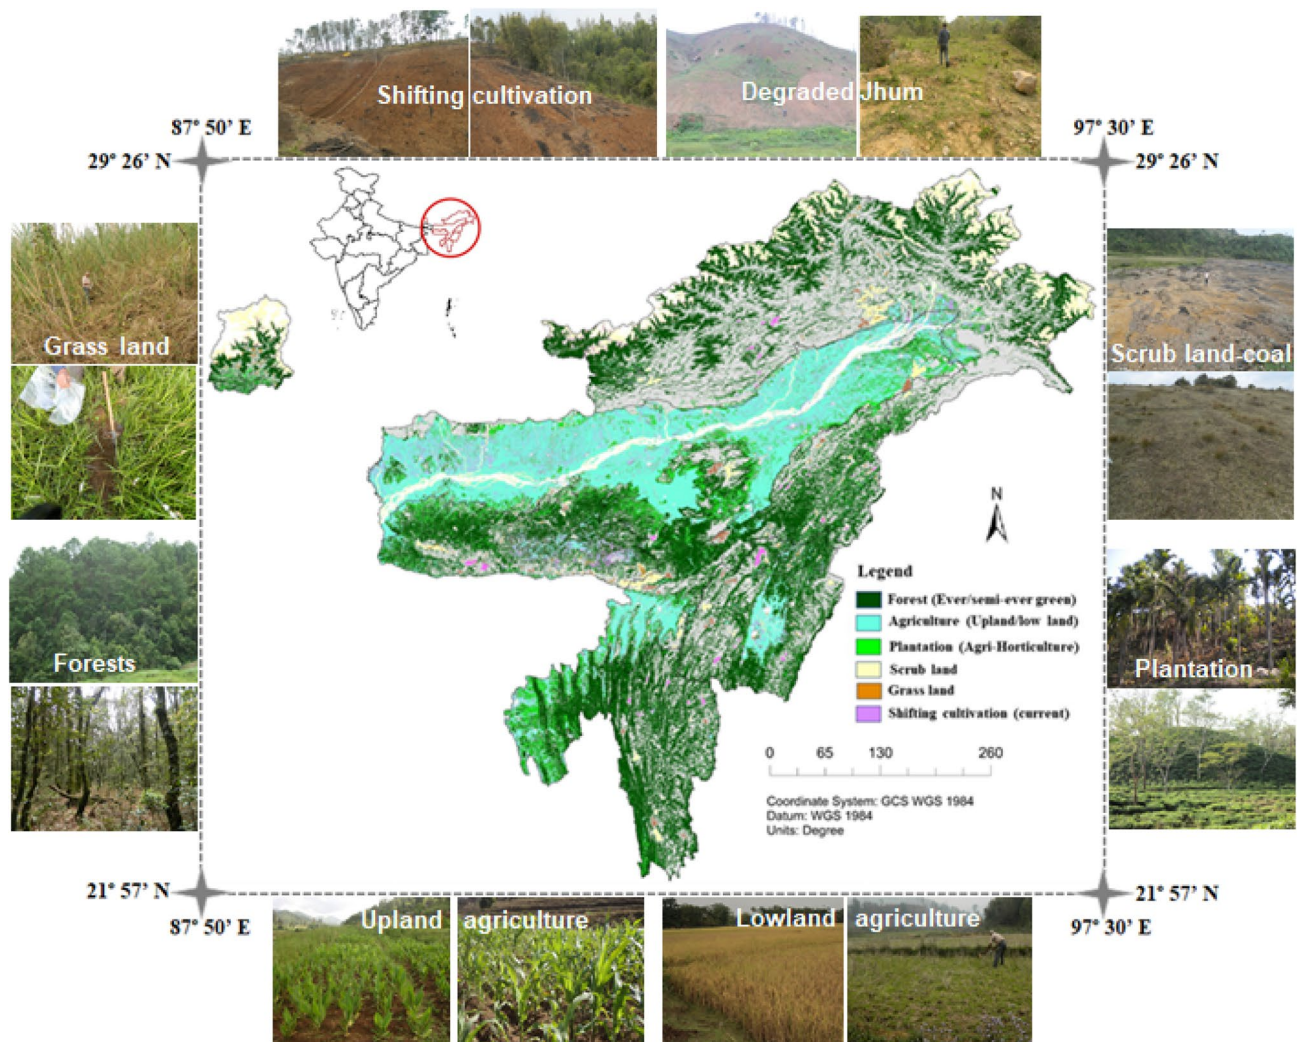 Shifting cultivation
Degraded Jhum
87° 50’ E
97° 30’ E
29° 26’ N
29° 26’ N
Grass land
Scrub land-coal
N
Legend
Forest (Ever/semi-ever green)
Agriculture (Upland/low land)
Plantation (Agri-Horticulture)
Scrub land
Grass land
Shifting cultivation (current)
Forests
Plantation
0 65 130 260
Coordinate System: GCS WGS 1984
Datum: WGS 1984
Units: Degree
21° 57’ N
21° 57’ N
87° 50’ E
97° 30’ E
Upland agriculture
Lowland agriculture